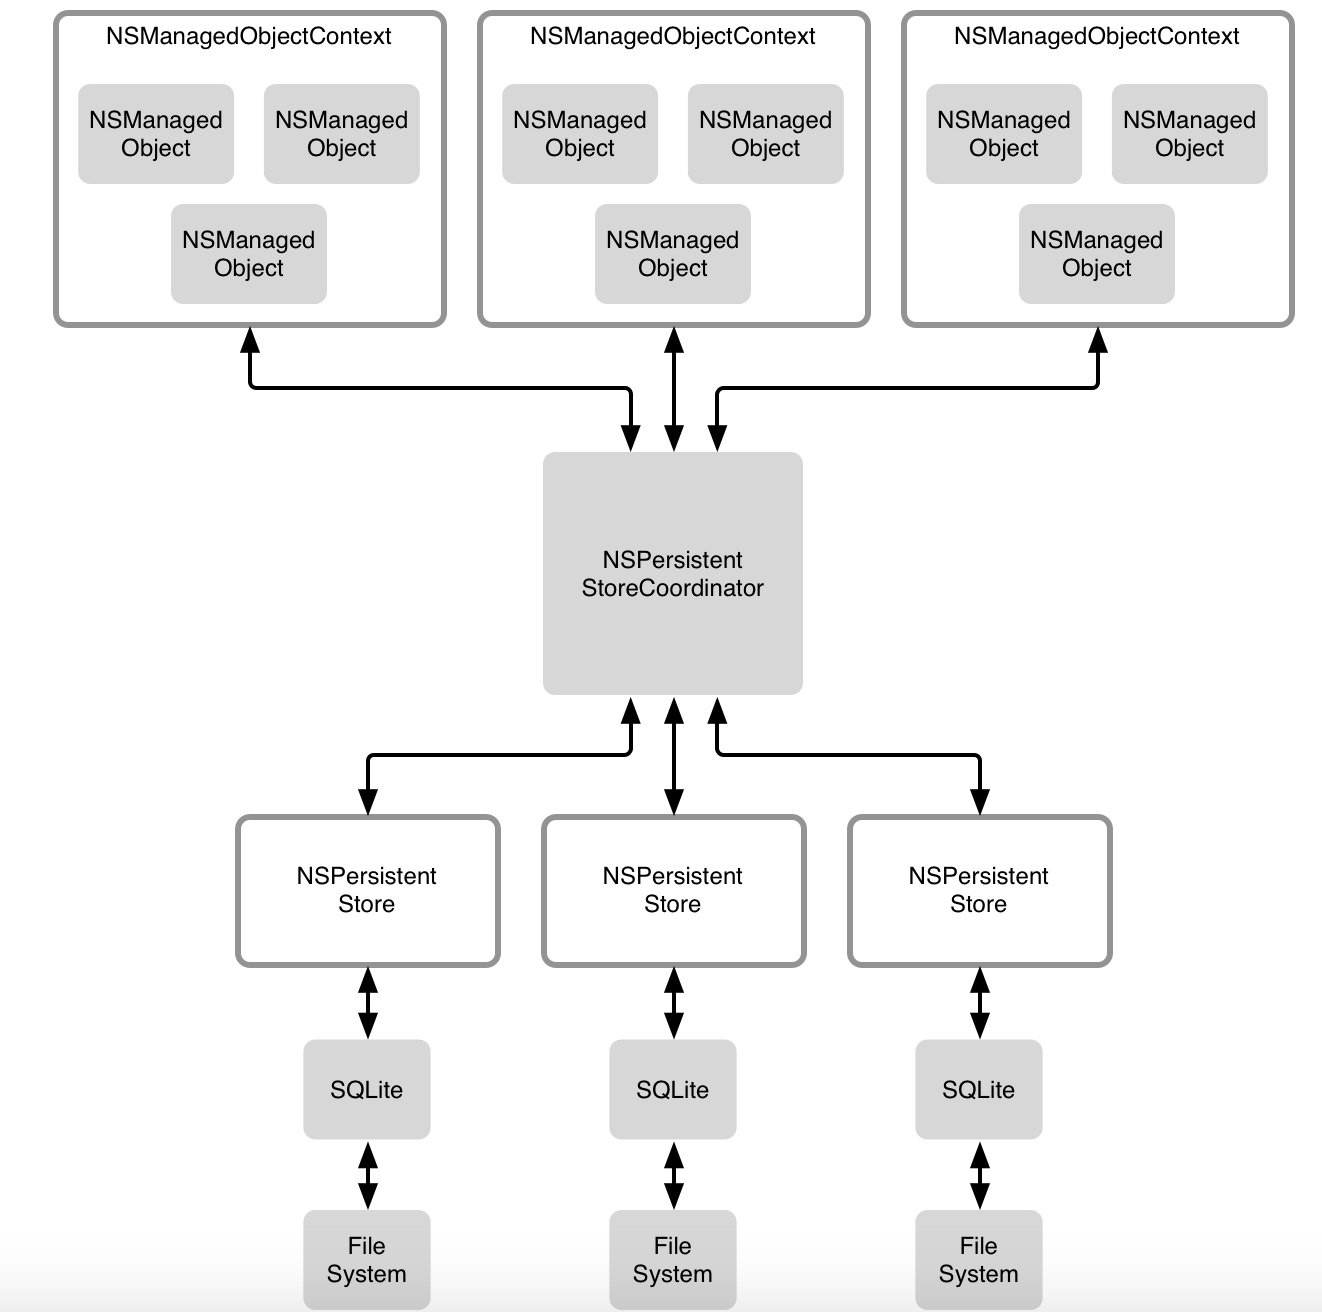 NSManagedObjectContext
NSManaged
Object
NSManaged
Object
NSManaged
Object
NSManagedObjectContext
NSManaged
Object
NSManaged
Object
NSManaged
Object
NSManagedObjectContext
NSManaged
Object
NSManaged
Object
NSManaged
Object
NSPersistent
StoreCoordinator
NSPersistent
Store
NSPersistent
Store
NSPersistent
Store
SQLite
SQLite
SQLite
File
System
File
System
File
System